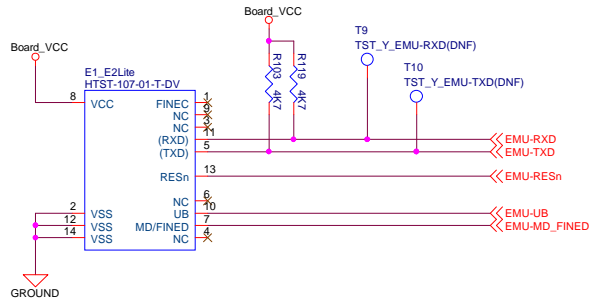 Board_VCC
T9
TST_Y_EMU-RXD(DNF)
Board_VCC
E1_E2Lite
HTST-107-01-T-DV
R103 4K7
R119 4K7
T10
TST_Y_EMU-TXD(DNF)
8 VCC FINEC 1
NC 9
NC 3
(RXD) 11 EMU-RXD
(TXD) 5 EMU-TXD
RESn 13 EMU-RESn
NC 6
2 VSS UB 10 EMU-UB
12 VSS MD/FINED 7 EMU-MD_FINED
14 VSS NC 4
GROUND